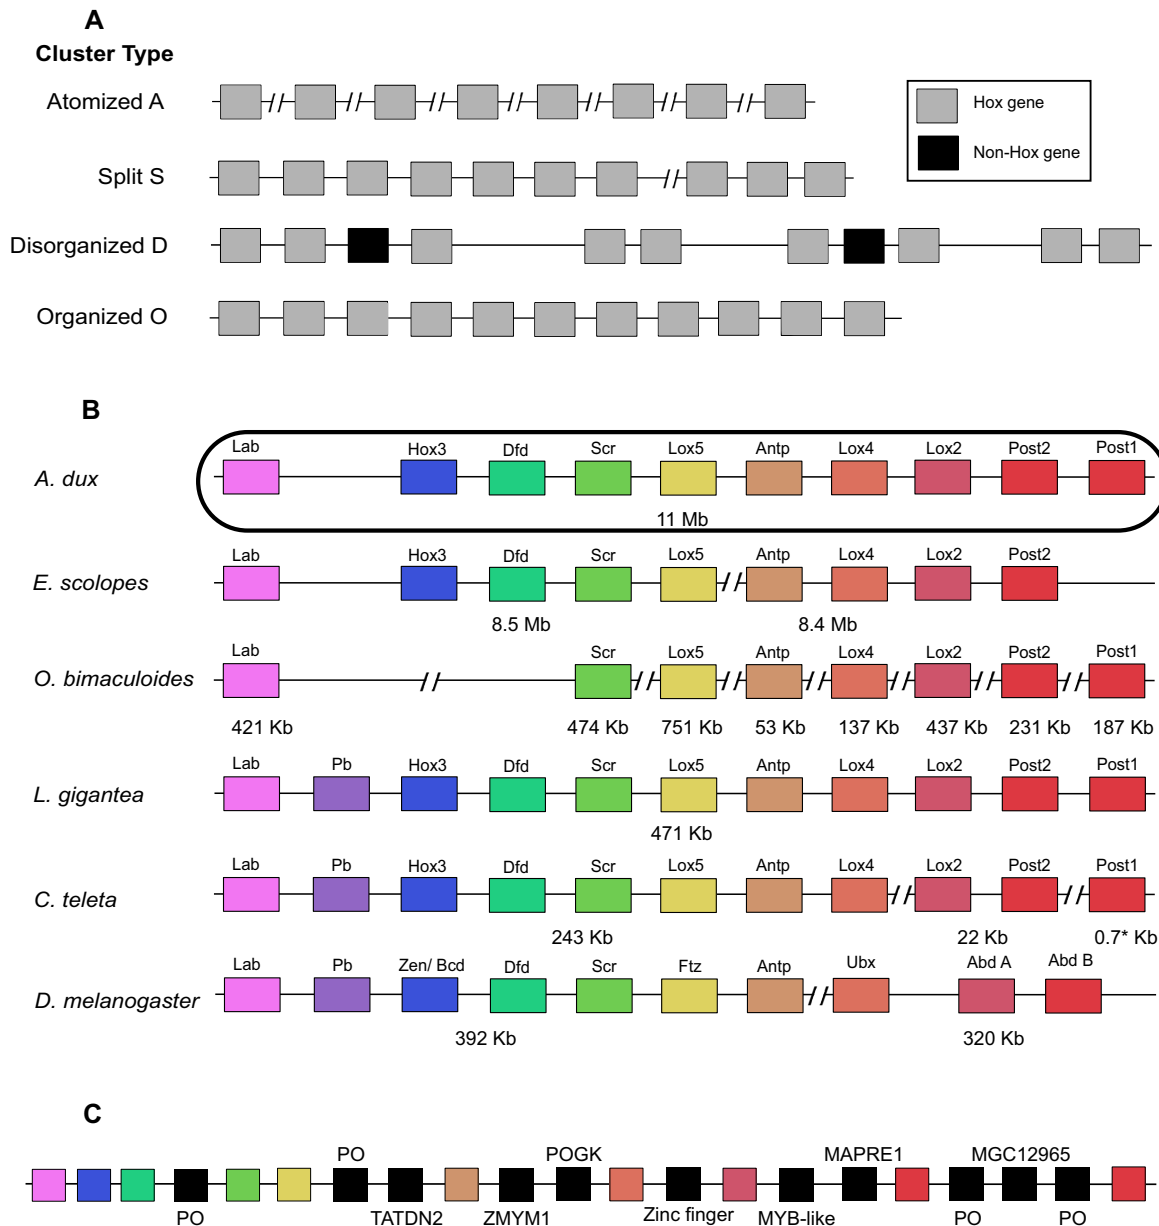 A
Cluster Type
Atomized A
Hox gene
Non-Hox gene
Split S
Disorganized D
Organized O
B
Lab Hox3 Dfd Scr Lox5 Antp Lox4 Lox2 Post2 Post1
A. dux
11 Mb
Lab Hox3 Dfd Scr Lox5 Antp Lox4 Lox2 Post2
E. scolopes
8.5 Mb 8.4 Mb
Lab Scr Lox5 Antp Lox4 Lox2 Post2 Post1
O. bimaculoides
421 Kb 474 Kb 751 Kb 53 Kb 137 Kb 437 Kb 231 Kb 187 Kb
Lab Pb Hox3 Dfd Scr Lox5 Antp Lox4 Lox2 Post2 Post1
L. gigantea
471 Kb
Lab Pb Hox3 Dfd Scr Lox5 Antp Lox4 Lox2 Post2 Post1
C. teleta
243 Kb 22 Kb 0.7* Kb
Lab Pb Zen/ Bcd Dfd Scr Ftz Antp Ubx Abd A Abd B
D. melanogaster
392 Kb 320 Kb
C
PO POGK MAPRE1 MGC12965
PO TATDN2 ZMYM1 Zinc finger MYB-like PO PO